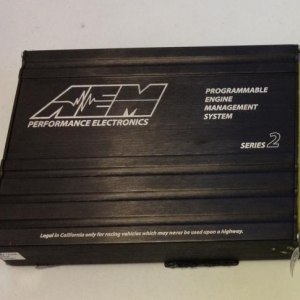 AEM
PERFORMANCE ELECTRONICS
PROGRAMMABLE
ENGINE
MANAGEMENT
SYSTEM
SERIES 2
Legal in California only for racing vehicles which may never be used upon a highway.